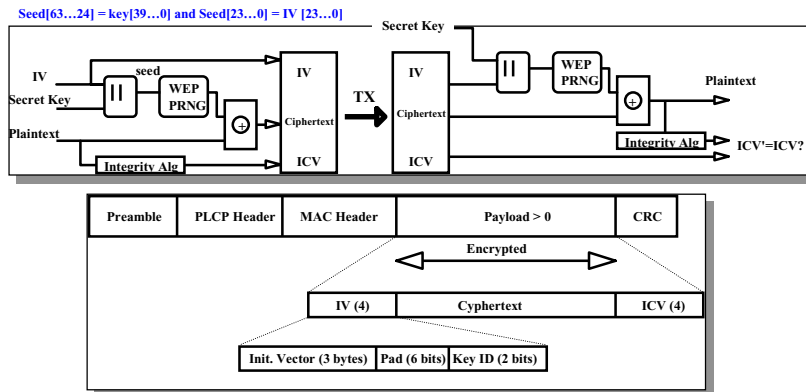 Seed[63…24] = key[39…0] and Seed[23…0] = IV [23…0]
Secret Key
IV
Secret Key
Plaintext
||
seed
WEP PRNG
+
Integrity Alg
IV
Ciphertext
ICV
TX
IV
Ciphertext
ICV
||
WEP PRNG
+
Integrity Alg
Plaintext
ICV'=ICV?
Preamble PLCP Header MAC Header Payload > 0 CRC
Encrypted
IV (4) Cyphertext ICV (4)
Init. Vector (3 bytes) Pad (6 bits) Key ID (2 bits)